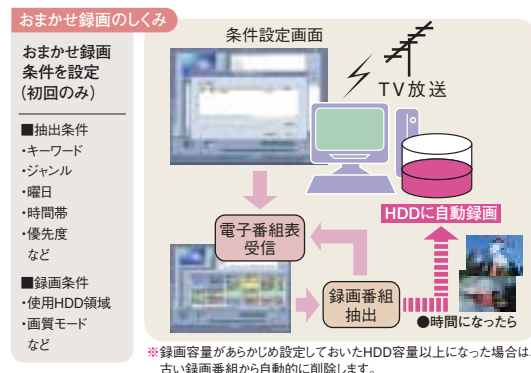 おまかせ録画のしくみ
おまかせ録画
条件を設定
(初回のみ)
■抽出条件
・キーワード
・ジャンル
・曜日
・時間帯
・優先度
など
■録画条件
・使用HDD領域
・画質モード
など
条件設定画面
TV放送
HDDに自動録画
電子番組表
受信
録画番組
抽出
●時間になったら
※録画容量があらかじめ設定しておいたHDD容量以上になった場合は、
古い録画番組から自動的に削除します。